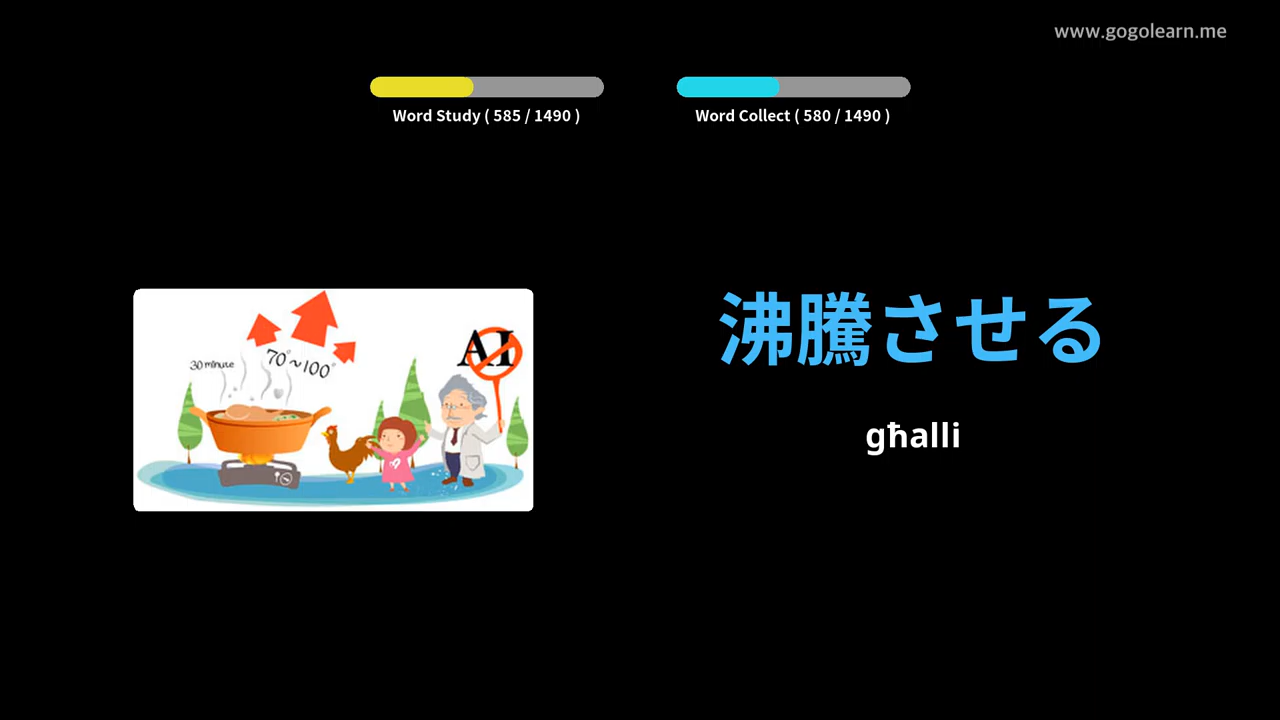 www.gogolearn.me
Word Study ( 585 / 1490 )
Word Collect ( 580 / 1490 )
30 minute
70°~100°
AI
沸騰させる
għalli